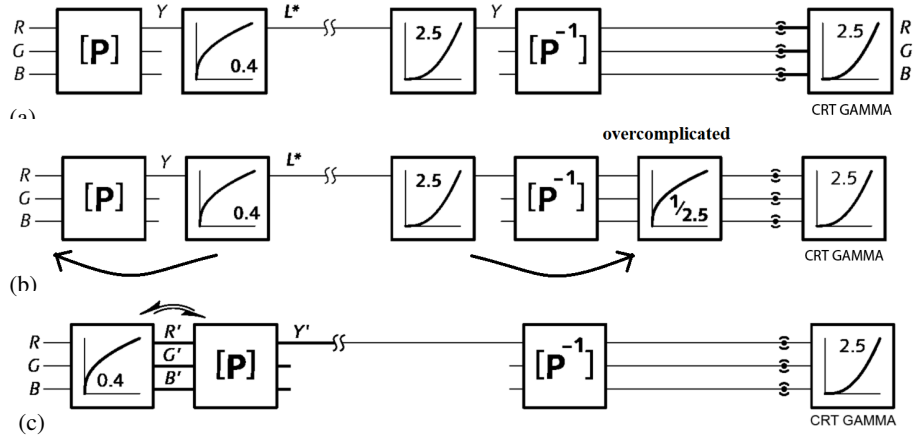 Y L* Y
R [P] 2.5 [P⁻¹] 2.5 R
G G
B 0.4 B
(a) CRT GAMMA
overcomplicated
Y L*
R [P] 2.5 [P⁻¹] 2.5
G 1/2.5
B 0.4
CRT GAMMA
(b)
R R' Y'
G 0.4 G' [P] [P⁻¹] 2.5
B B'
CRT GAMMA
(c)